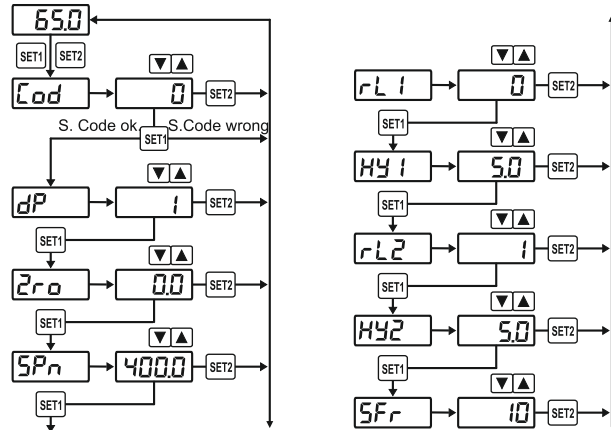 65.0
SET1 SET2
Cod 0 SET2
S. Code ok S.Code wrong
SET1
dP 1 SET2
SET1
Zro 0.0 SET2
SET1
SPn 400.0 SET2
SET1
rL1 0 SET2
SET1
HY1 5.0 SET2
SET1
rL2 1 SET2
SET1
HY2 5.0 SET2
SET1
SFr 10 SET2